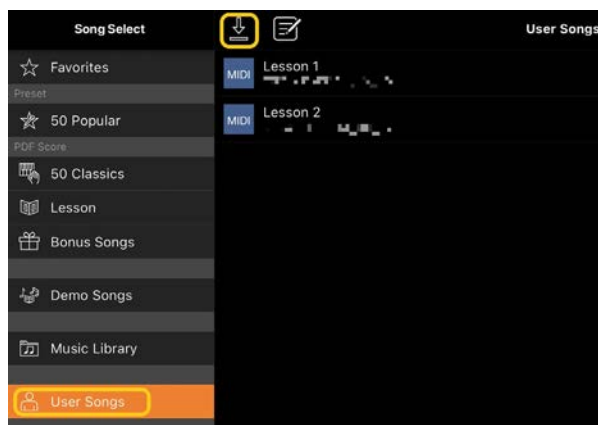 Song Select
Favorites
Preset
50 Popular
PDF Score
50 Classics
Lesson
Bonus Songs
Demo Songs
Music Library
User Songs
User Songs
MIDI
Lesson 1
MIDI
Lesson 2